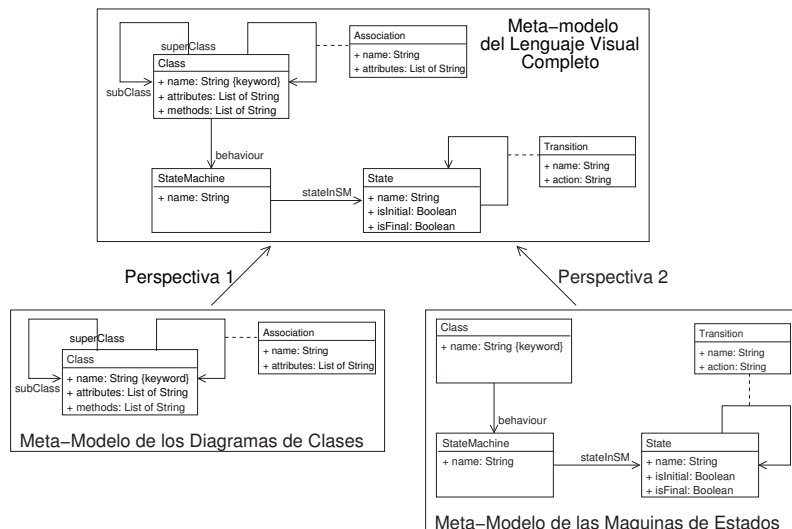 Meta-modelo
del Lenguaje Visual
Completo
superClass
Class
+ name: String {keyword}
+ attributes: List of String
+ methods: List of String
subClass
Association
+ name: String
+ attributes: List of String
behaviour
StateMachine
+ name: String
stateInSM
State
+ name: String
+ isInitial: Boolean
+ isFinal: Boolean
Transition
+ name: String
+ action: String
Perspectiva 1
Perspectiva 2
superClass
Class
+ name: String {keyword}
+ attributes: List of String
+ methods: List of String
subClass
Association
+ name: String
+ attributes: List of String
Meta-Modelo de los Diagramas de Clases
Class
+ name: String {keyword}
Transition
+ name: String
+ action: String
behaviour
StateMachine
+ name: String
stateInSM
State
+ name: String
+ isInitial: Boolean
+ isFinal: Boolean
Meta-Modelo de las Maquinas de Estados